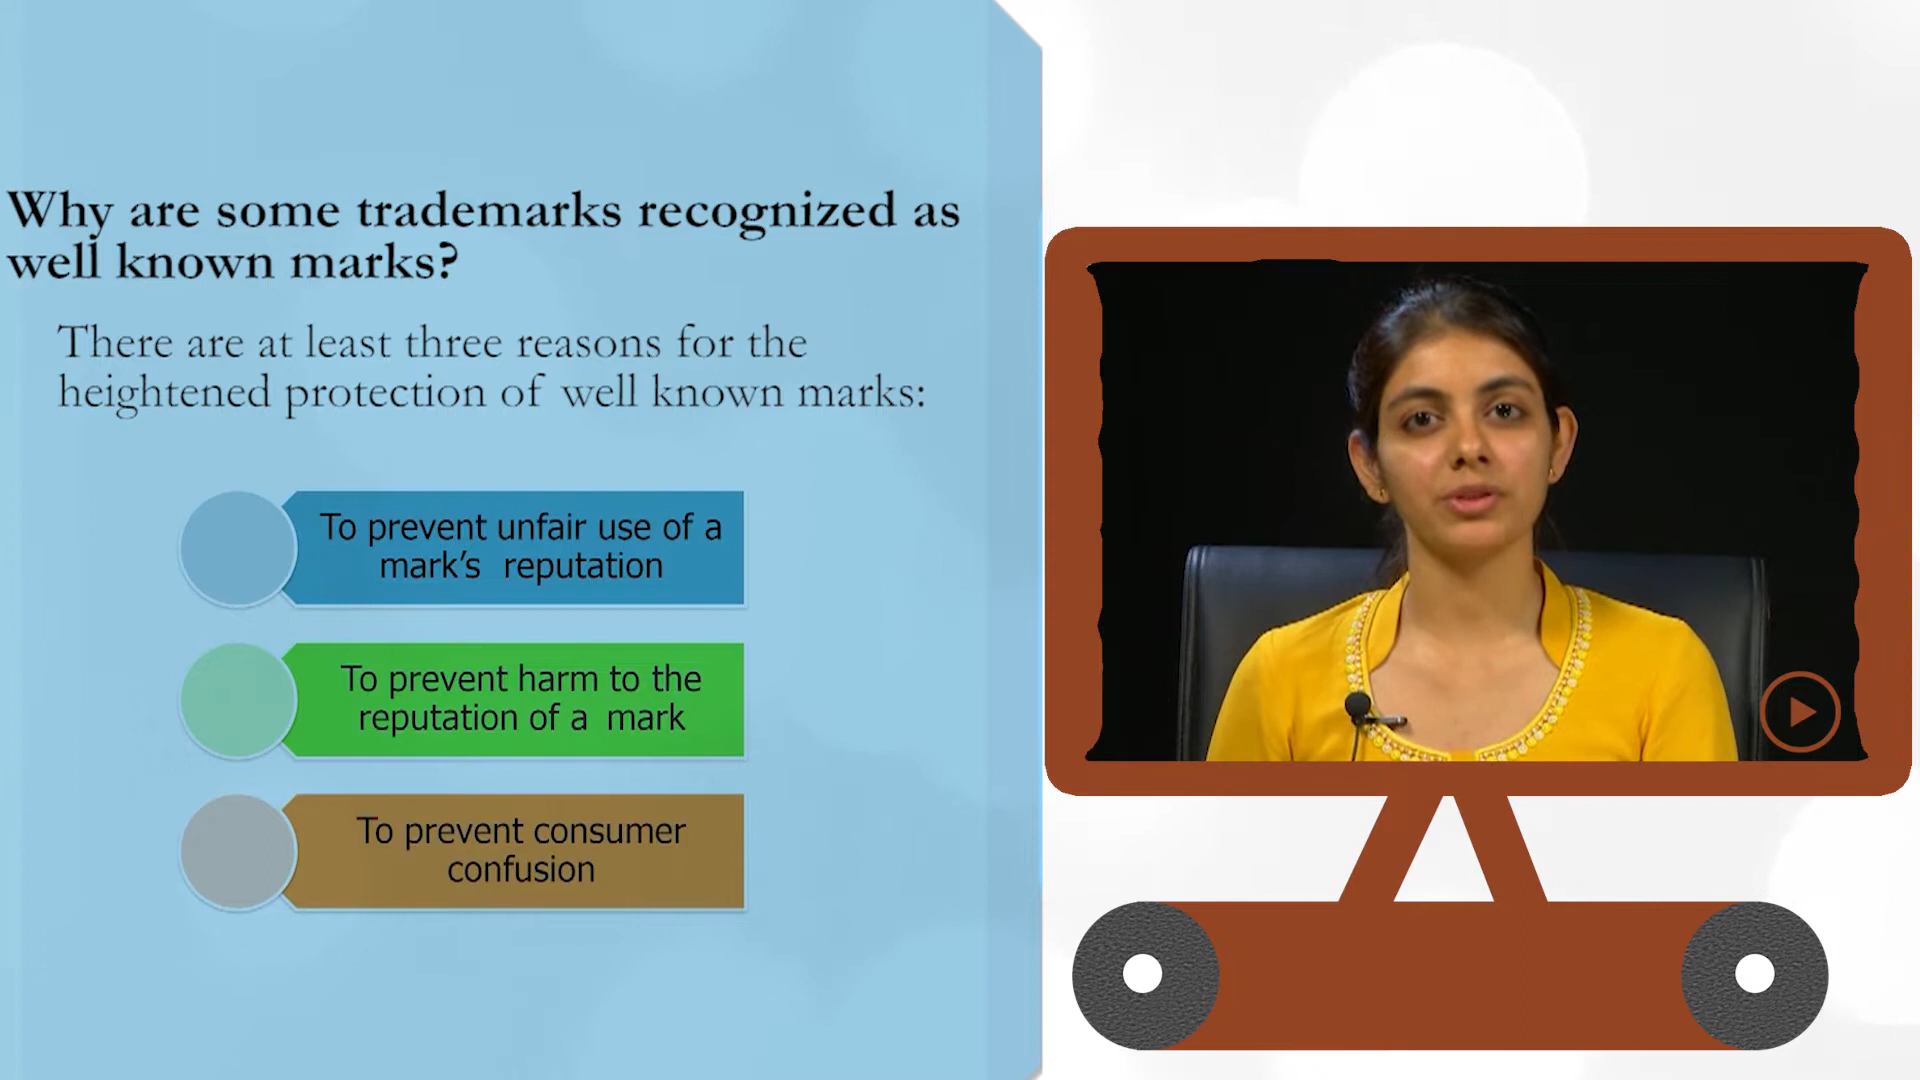 Why are some trademarks recognized as
well known marks?
There are at least three reasons for the
heightened protection of well known marks:
To prevent unfair use of a
mark's reputation
To prevent harm to the
reputation of a mark
To prevent consumer
confusion